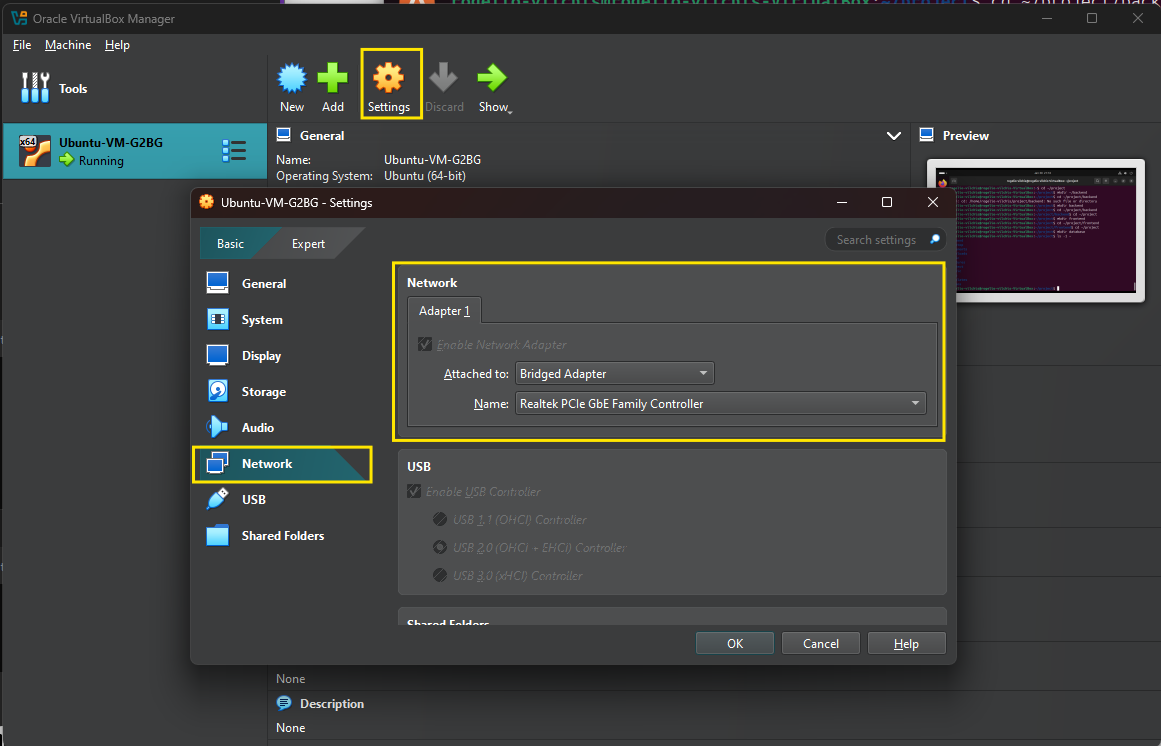 Oracle VirtualBox Manager
File Machine Help
Tools
New Add Settings Discard Show
Ubuntu-VM-G2BG
Running
General
Name: Ubuntu-VM-G2BG
Operating System: Ubuntu (64-bit)
Preview
Ubuntu-VM-G2BG - Settings
Basic Expert
Search settings
General
System
Display
Storage
Audio
Network
USB
Shared Folders
Network
Adapter 1
Enable Network Adapter
Attached to: Bridged Adapter
Name: Realtek PCIe GbE Family Controller
USB
Enable USB Controller
USB 1.1 (OHCI) Controller
USB 2.0 (OHCI + EHCI) Controller
USB 3.0 (xHCI) Controller
Shared Folders
OK Cancel Help
None
Description
None